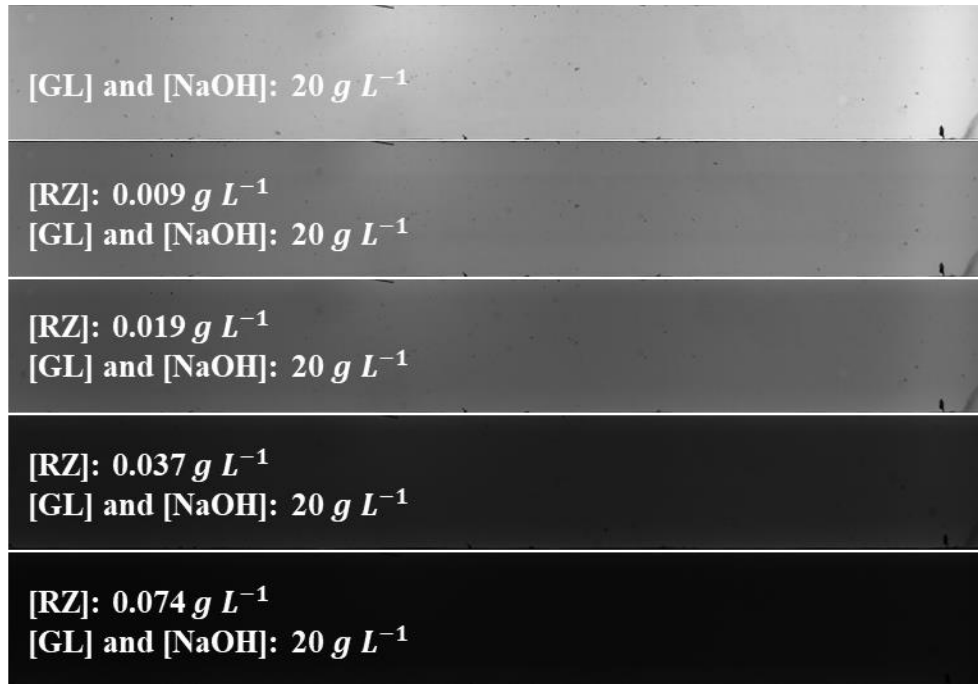 [GL] and [NaOH]: 20 g L⁻¹
[RZ]: 0.009 g L⁻¹
[GL] and [NaOH]: 20 g L⁻¹
[RZ]: 0.019 g L⁻¹
[GL] and [NaOH]: 20 g L⁻¹
[RZ]: 0.037 g L⁻¹
[GL] and [NaOH]: 20 g L⁻¹
[RZ]: 0.074 g L⁻¹
[GL] and [NaOH]: 20 g L⁻¹